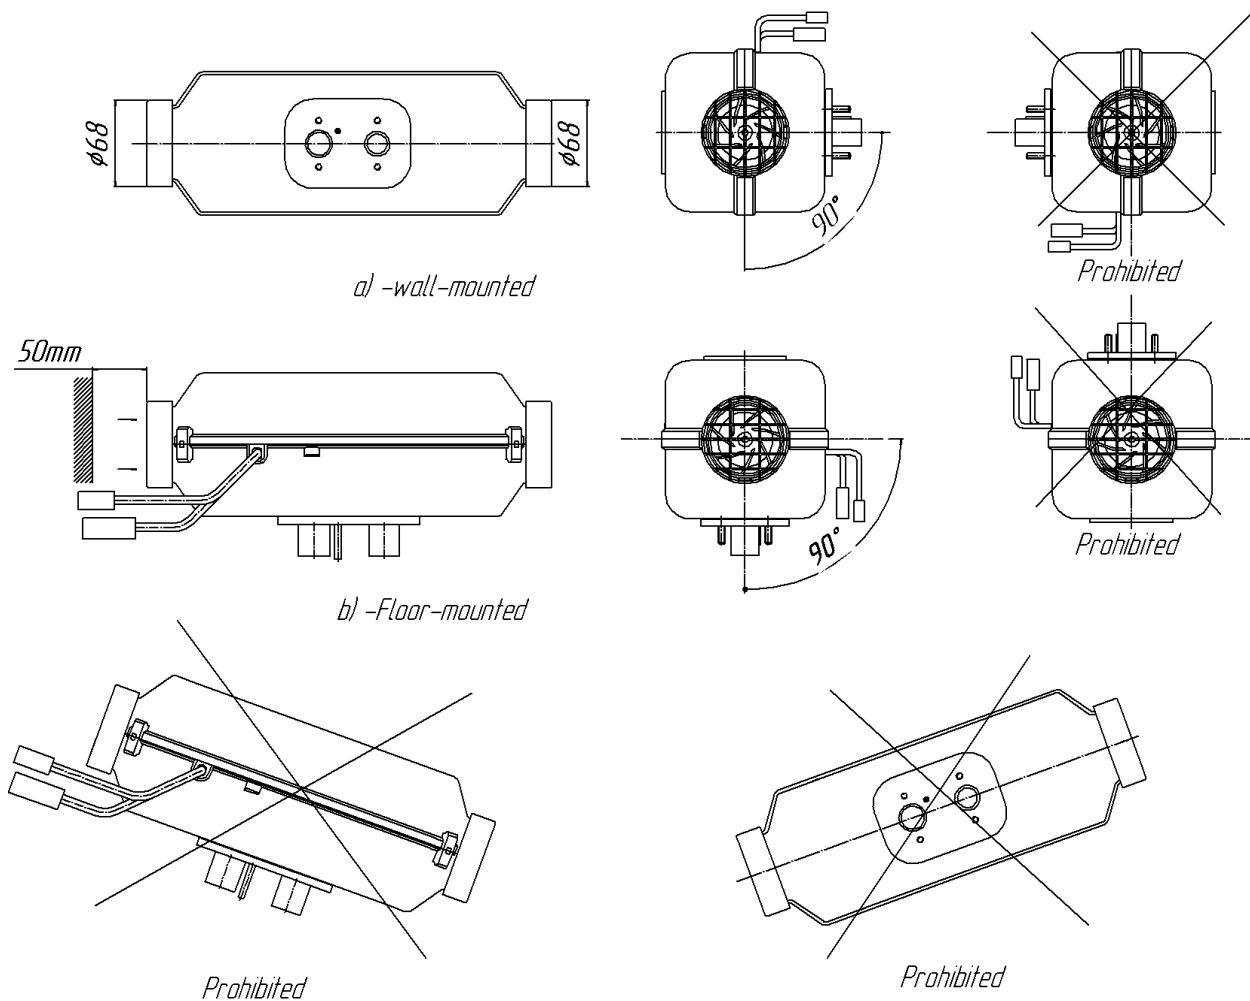 ϕ68
ϕ68
90°
Prohibited
a) -wall-mounted
50mm
90°
Prohibited
b) -Floor-mounted
Prohibited
Prohibited